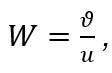 W = ϑ/u ,